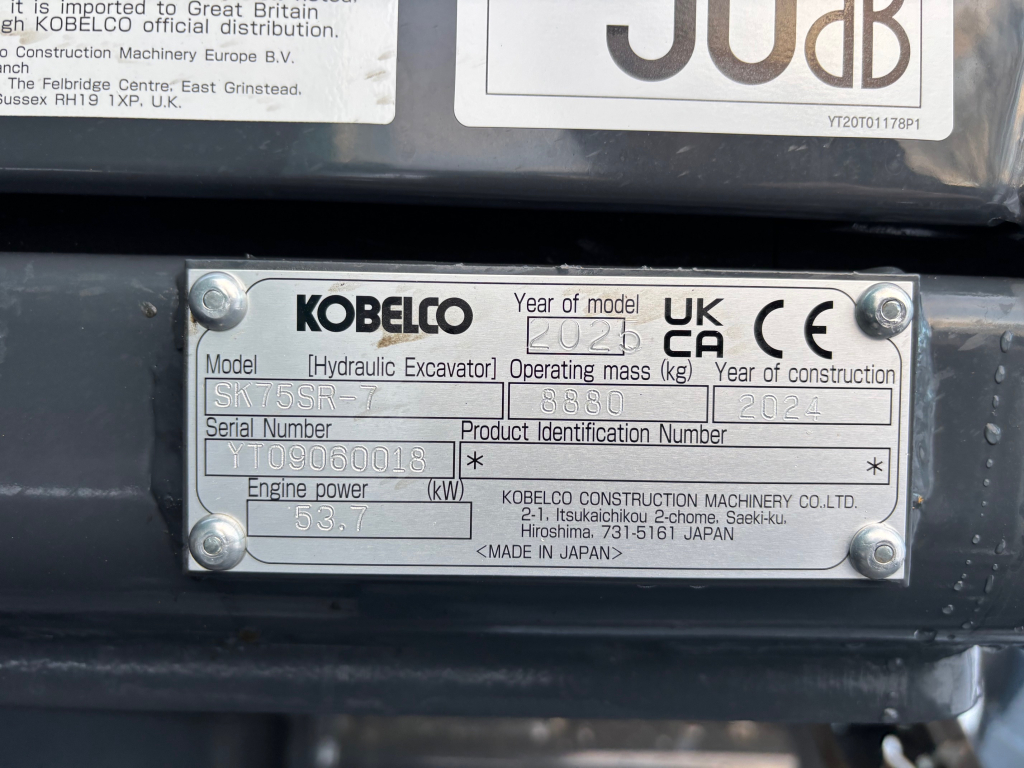 it is imported to Great Britain
gh KOBELCO official distribution.
o Construction Machinery Europe B.V.
anch
The Felbridge Centre, East Grinstead,
Sussex RH19 1XP, U.K.
dB
YT20T01178P1
KOBELCO
Year of model
2025
UK
CA
CE
Model [Hydraulic Excavator]
Operating mass (kg)
Year of construction
SK75SR-7
8880
2024
Serial Number
Product Identification Number
YT09060018
* *
Engine power (kW)
53.7
KOBELCO CONSTRUCTION MACHINERY CO.,LTD.
2-1, Itsukaichikou 2-chome, Saeki-ku,
Hiroshima, 731-5161 JAPAN
<MADE IN JAPAN>